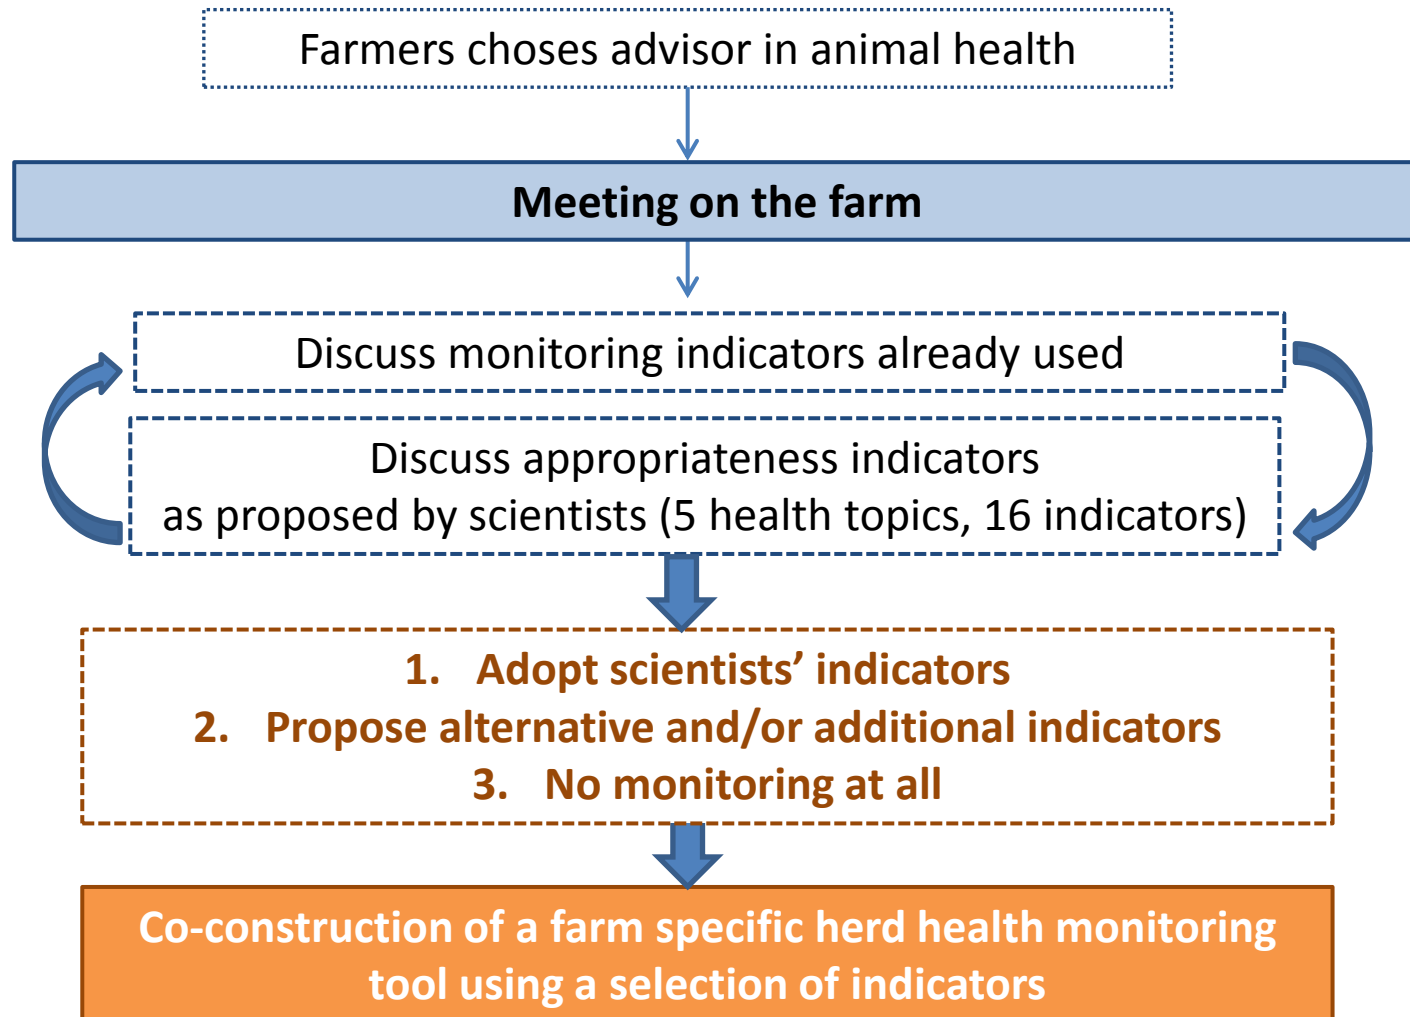 Farmers choses advisor in animal health
Meeting on the farm
Discuss monitoring indicators already used
Discuss appropriateness indicators
as proposed by scientists (5 health topics, 16 indicators)
1. Adopt scientists’ indicators
2. Propose alternative and/or additional indicators
3. No monitoring at all
Co-construction of a farm specific herd health monitoring
tool using a selection of indicators